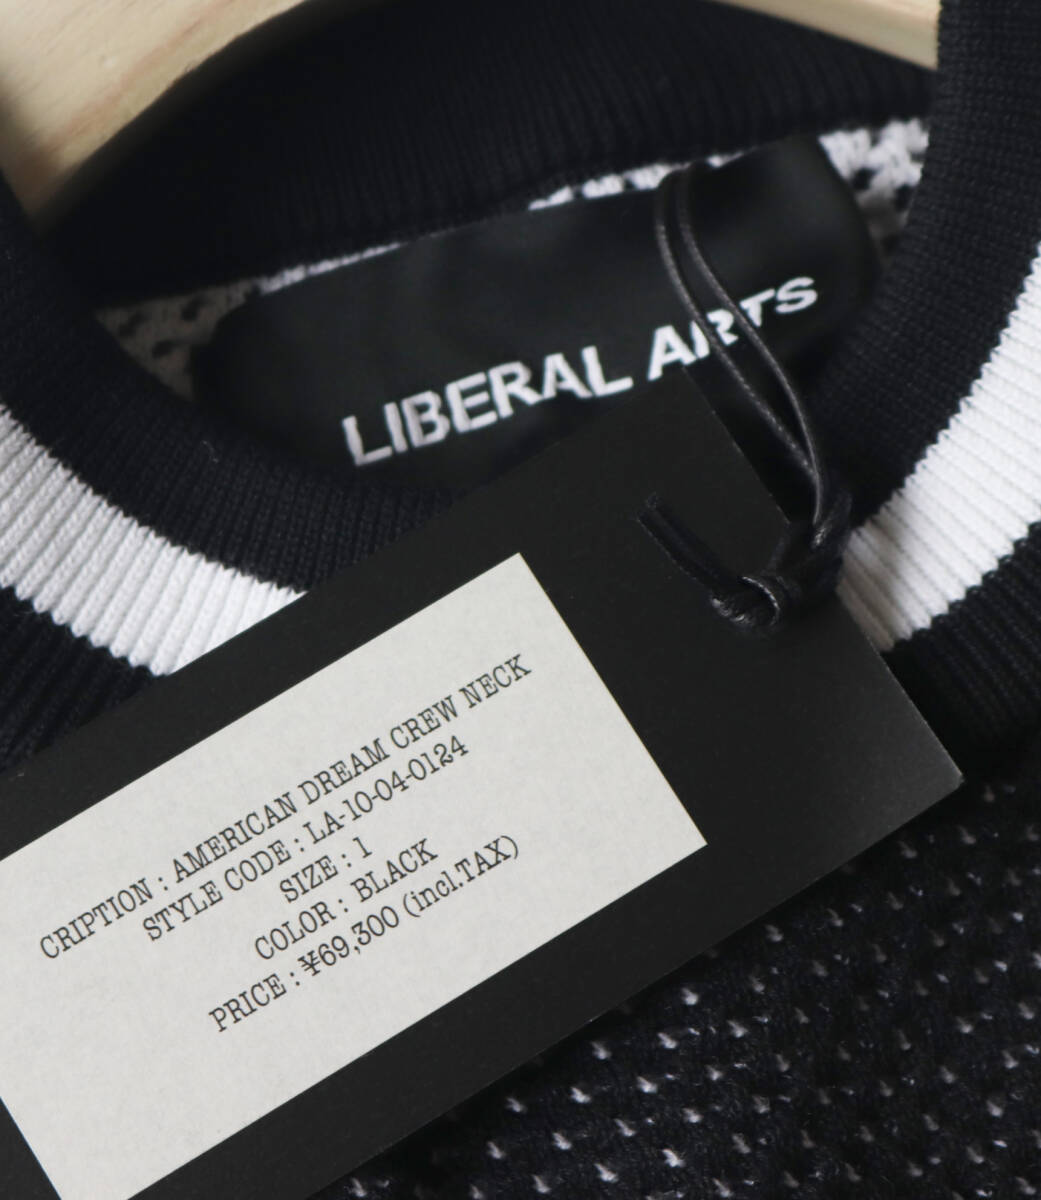 LIBERAL ARTS
CRIPTION : AMERICAN DREAM CREW NECK
STYLE CODE : LA-10-04-0124
SIZE : 1
COLOR : BLACK
PRICE : ¥69,300 (incl.TAX)